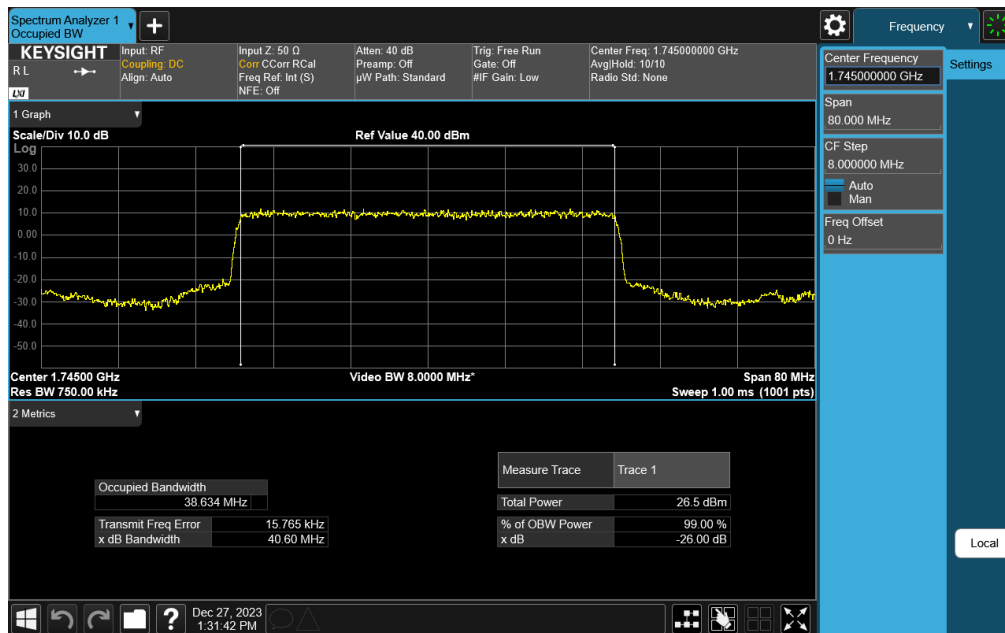 Spectrum Analyzer 1
Occupied BW
Frequency
KEYSIGHT
R L
LXI
Input: RF
Coupling: DC
Align: Auto
Input Z: 50 Ω
Corr CCorr RCal
Freq Ref: Int (S)
NFE: Off
Atten: 40 dB
Preamp: Off
µW Path: Standard
Trig: Free Run
Gate: Off
#IF Gain: Low
Center Freq: 1.745000000 GHz
Avg|Hold: 10/10
Radio Std: None
Center Frequency
1.745000000 GHz
Settings
Span
80.000 MHz
CF Step
8.000000 MHz
Auto
Man
Freq Offset
0 Hz
1 Graph
Scale/Div 10.0 dB
Ref Value 40.00 dBm
Log
30.0
20.0
10.0
0.00
-10.0
-20.0
-30.0
-40.0
-50.0
Center 1.74500 GHz
Video BW 8.0000 MHz*
Span 80 MHz
Res BW 750.00 kHz
Sweep 1.00 ms (1001 pts)
2 Metrics
Occupied Bandwidth
38.634 MHz
Transmit Freq Error 15.765 kHz
x dB Bandwidth 40.60 MHz
Measure Trace Trace 1
Total Power 26.5 dBm
% of OBW Power 99.00 %
x dB -26.00 dB
Local
?
Dec 27, 2023
1:31:42 PM